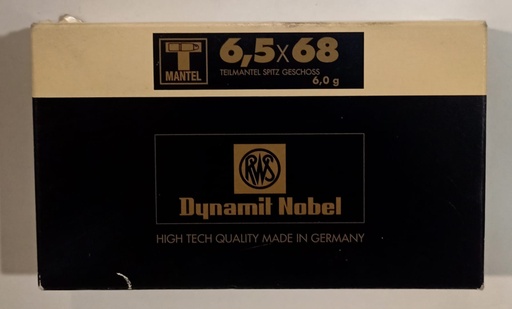 T
MANTEL
6,5x68
TEILMANTEL SPITZ GESCHOSS
6,0 g
RWS
Dynamit Nobel
HIGH TECH QUALITY MADE IN GERMANY